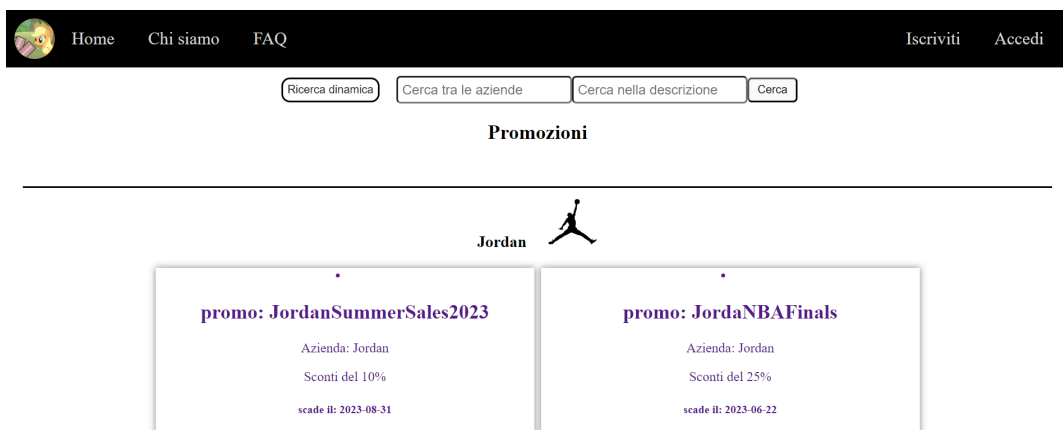 Home Chi siamo FAQ Iscriviti Accedi
Ricerca dinamica Cerca tra le aziende Cerca nella descrizione Cerca
Promozioni
Jordan
promo: JordanSummerSales2023
Azienda: Jordan
Sconti del 10%
scade il: 2023-08-31
promo: JordaNBAFinals
Azienda: Jordan
Sconti del 25%
scade il: 2023-06-22